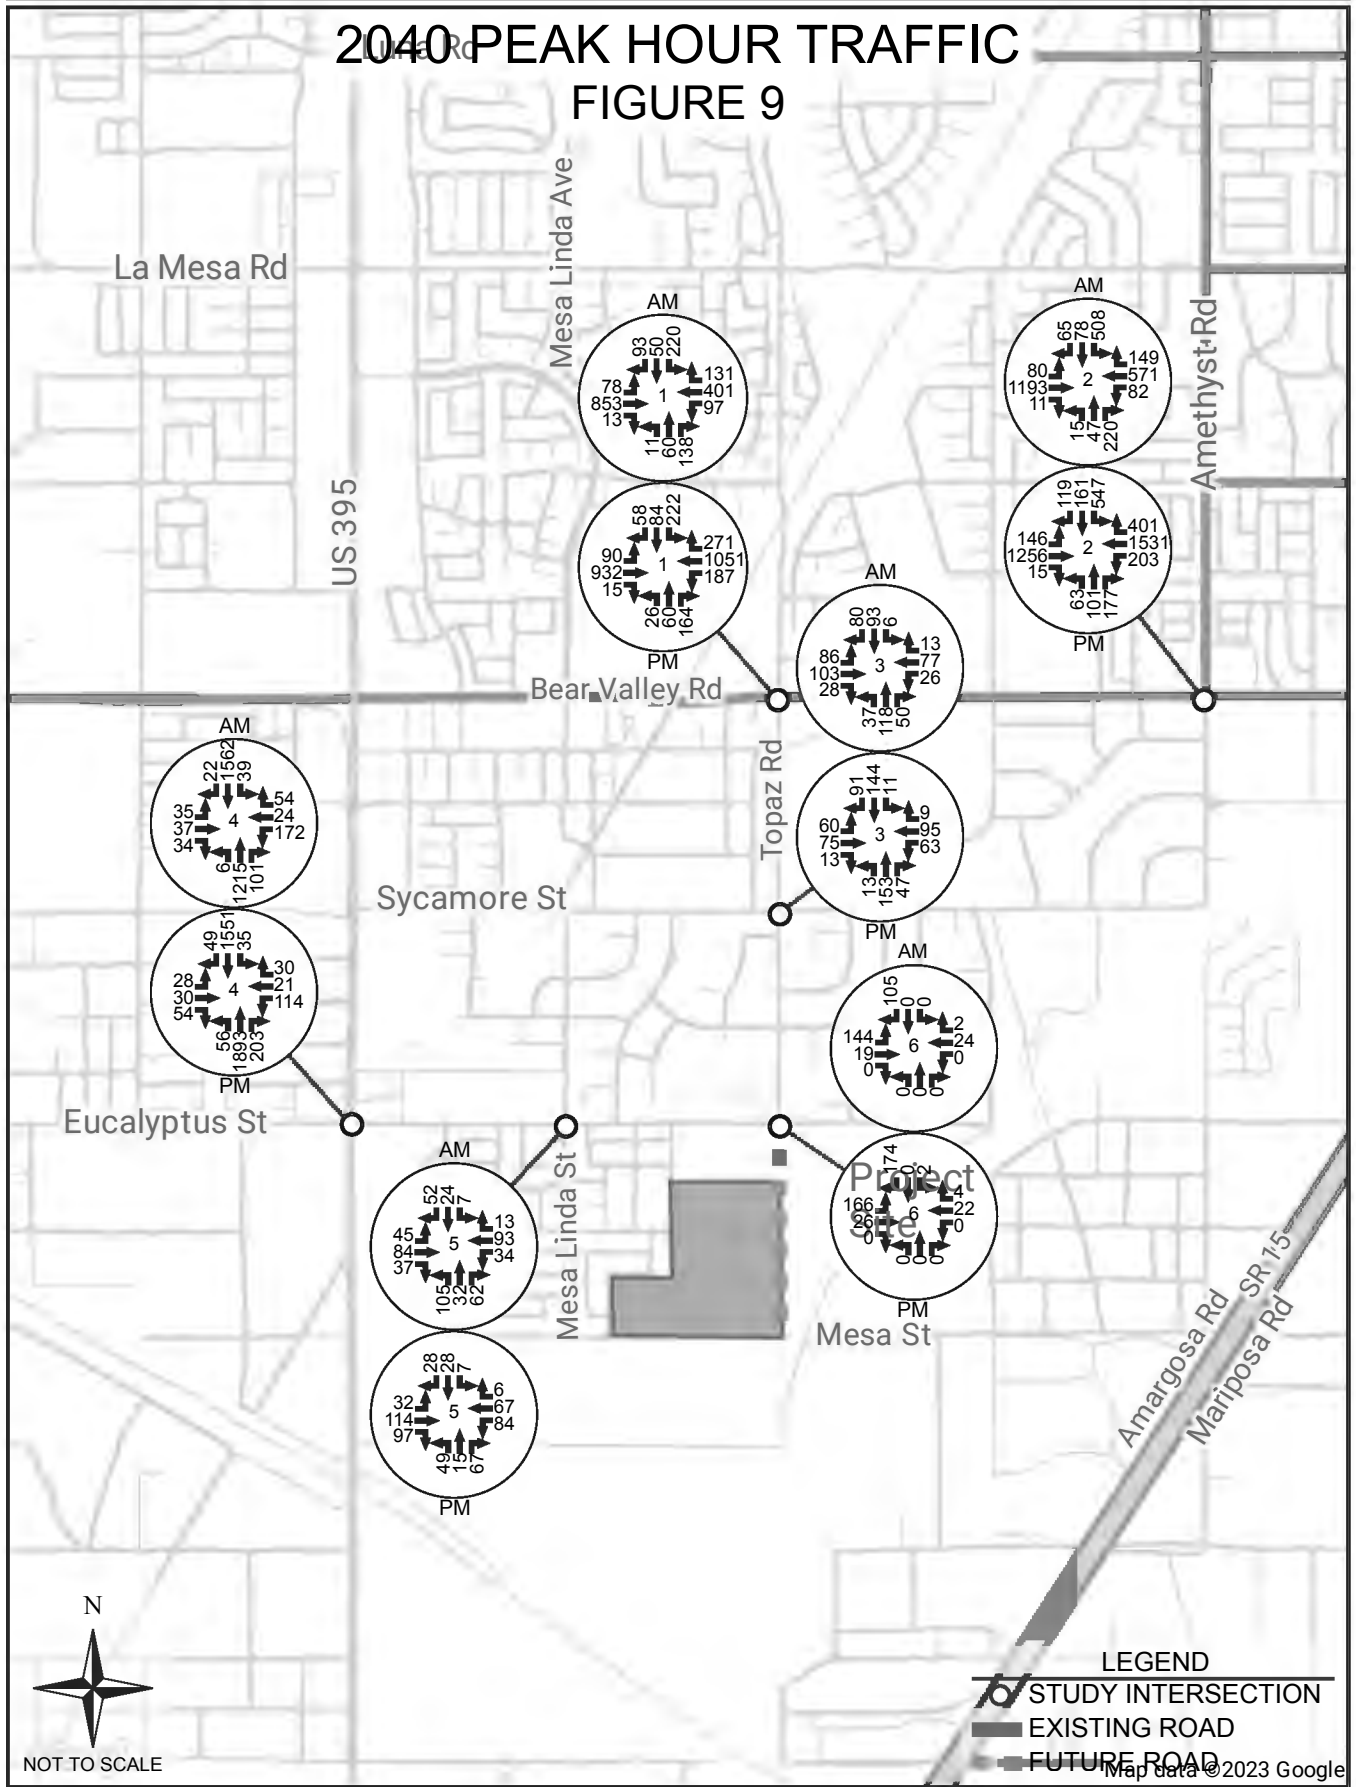 2040 PEAK HOUR TRAFFIC
Luna Rd
FIGURE 9
Mesa Linda Ave
La Mesa Rd
AM
93 50 220
78 853 13
1
131 401 97
11 60 138
58 84 222
90 932 15
1
271 1051 187
26 60 164
PM
AM
65 78 508
80 1193 11
2
149 571 82
15 47 220
119 161 547
146 1256 15
2
401 1531 203
63 101 177
PM
Amethyst Rd
US 395
Bear Valley Rd
AM
80 93 6
86 103 28
3
13 77 26
37 118 50
91 144 11
60 75 13
3
9 95 63
13 153 47
PM
Topaz Rd
AM
22 1562 39
35 37 34
4
54 24 172
6 1215 101
49 1551 35
28 30 54
4
30 21 114
56 1893 203
PM
Sycamore St
Eucalyptus St
AM
105 0 0
144 19 0
6
2 24 0
0 0 0
174 0 2
166 26 0
6
4 22 0
0 0 0
PM
Project
Site
AM
52 24 7
45 84 37
5
13 93 34
105 32 62
28 28 7
32 114 97
5
6 67 84
49 15 67
PM
Mesa Linda St
Mesa St
Amargosa Rd
SR 15
Mariposa Rd
N
NOT TO SCALE
LEGEND
STUDY INTERSECTION
EXISTING ROAD
FUTURE ROAD
Map data ©2023 Google